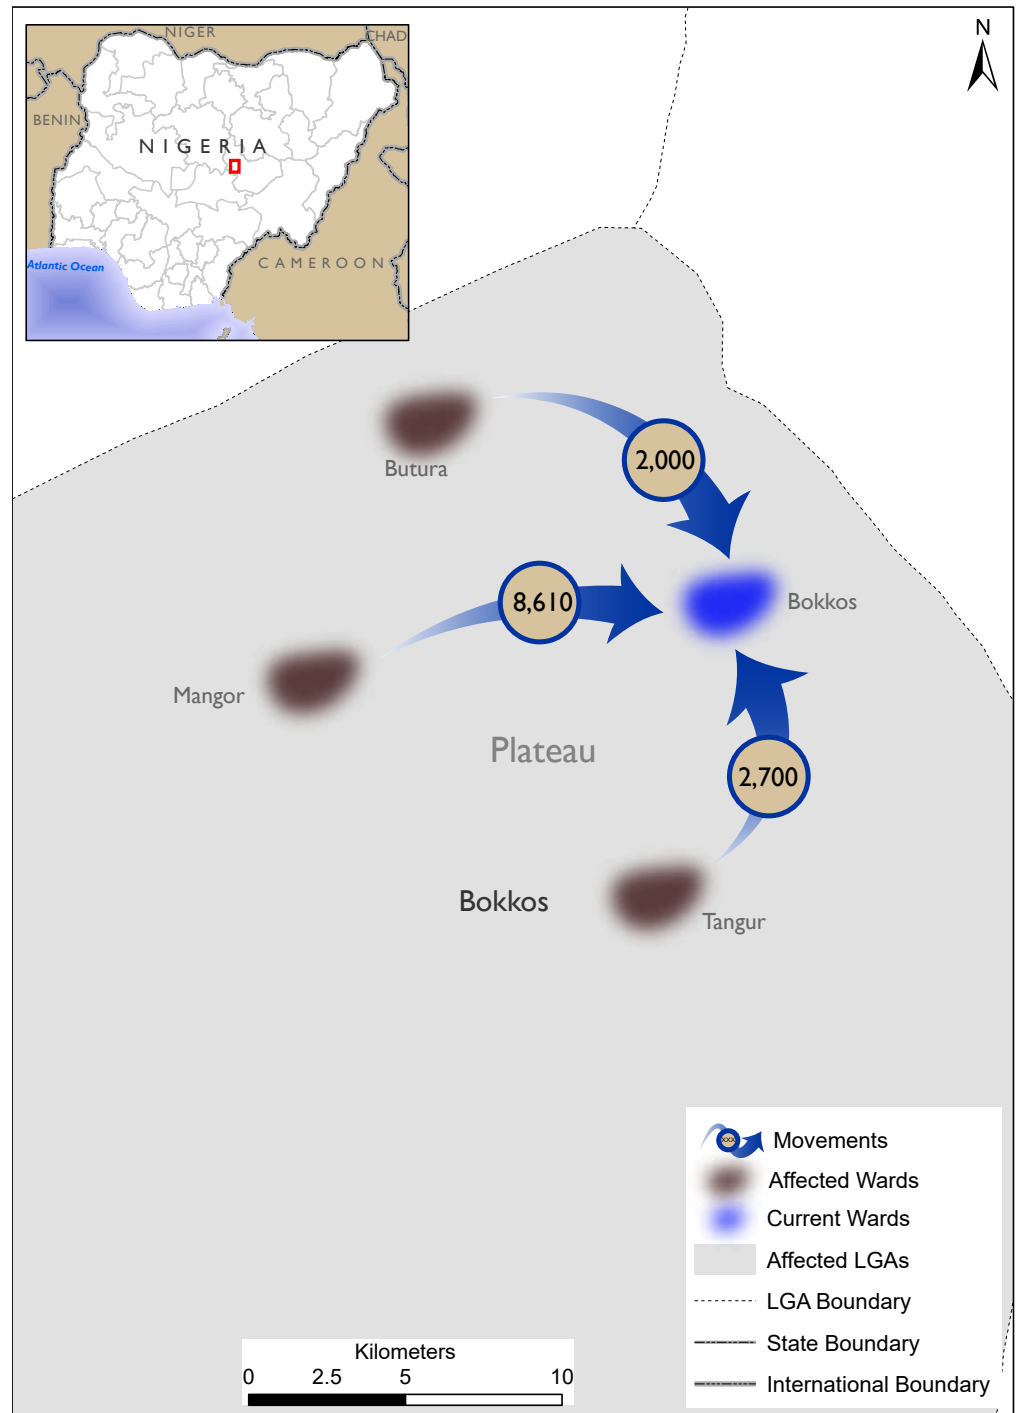 NIGER
CHAD
BENIN
NIGERIA
CAMEROON
Atlantic Ocean
N
Butura
2,000
8,610
Bokkos
Mangor
Plateau
2,700
Bokkos
Tangur
XXX Movements
Affected Wards
Current Wards
Affected LGAs
LGA Boundary
State Boundary
International Boundary
Kilometers
0 2.5 5 10